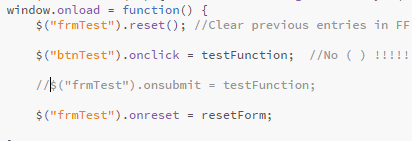 window.onload = function() {
$("frmTest").reset(); //Clear previous entries in FF
$("btnTest").onclick = testFunction;  //No ( ) !!!!!
//$("frmTest").onsubmit = testFunction;
$("frmTest").onreset = resetForm;